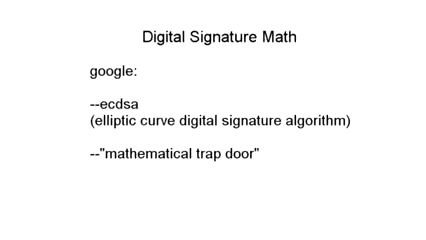 Digital Signature Math
google:
--ecdsa
(elliptic curve digital signature algorithm)
--"mathematical trap door"